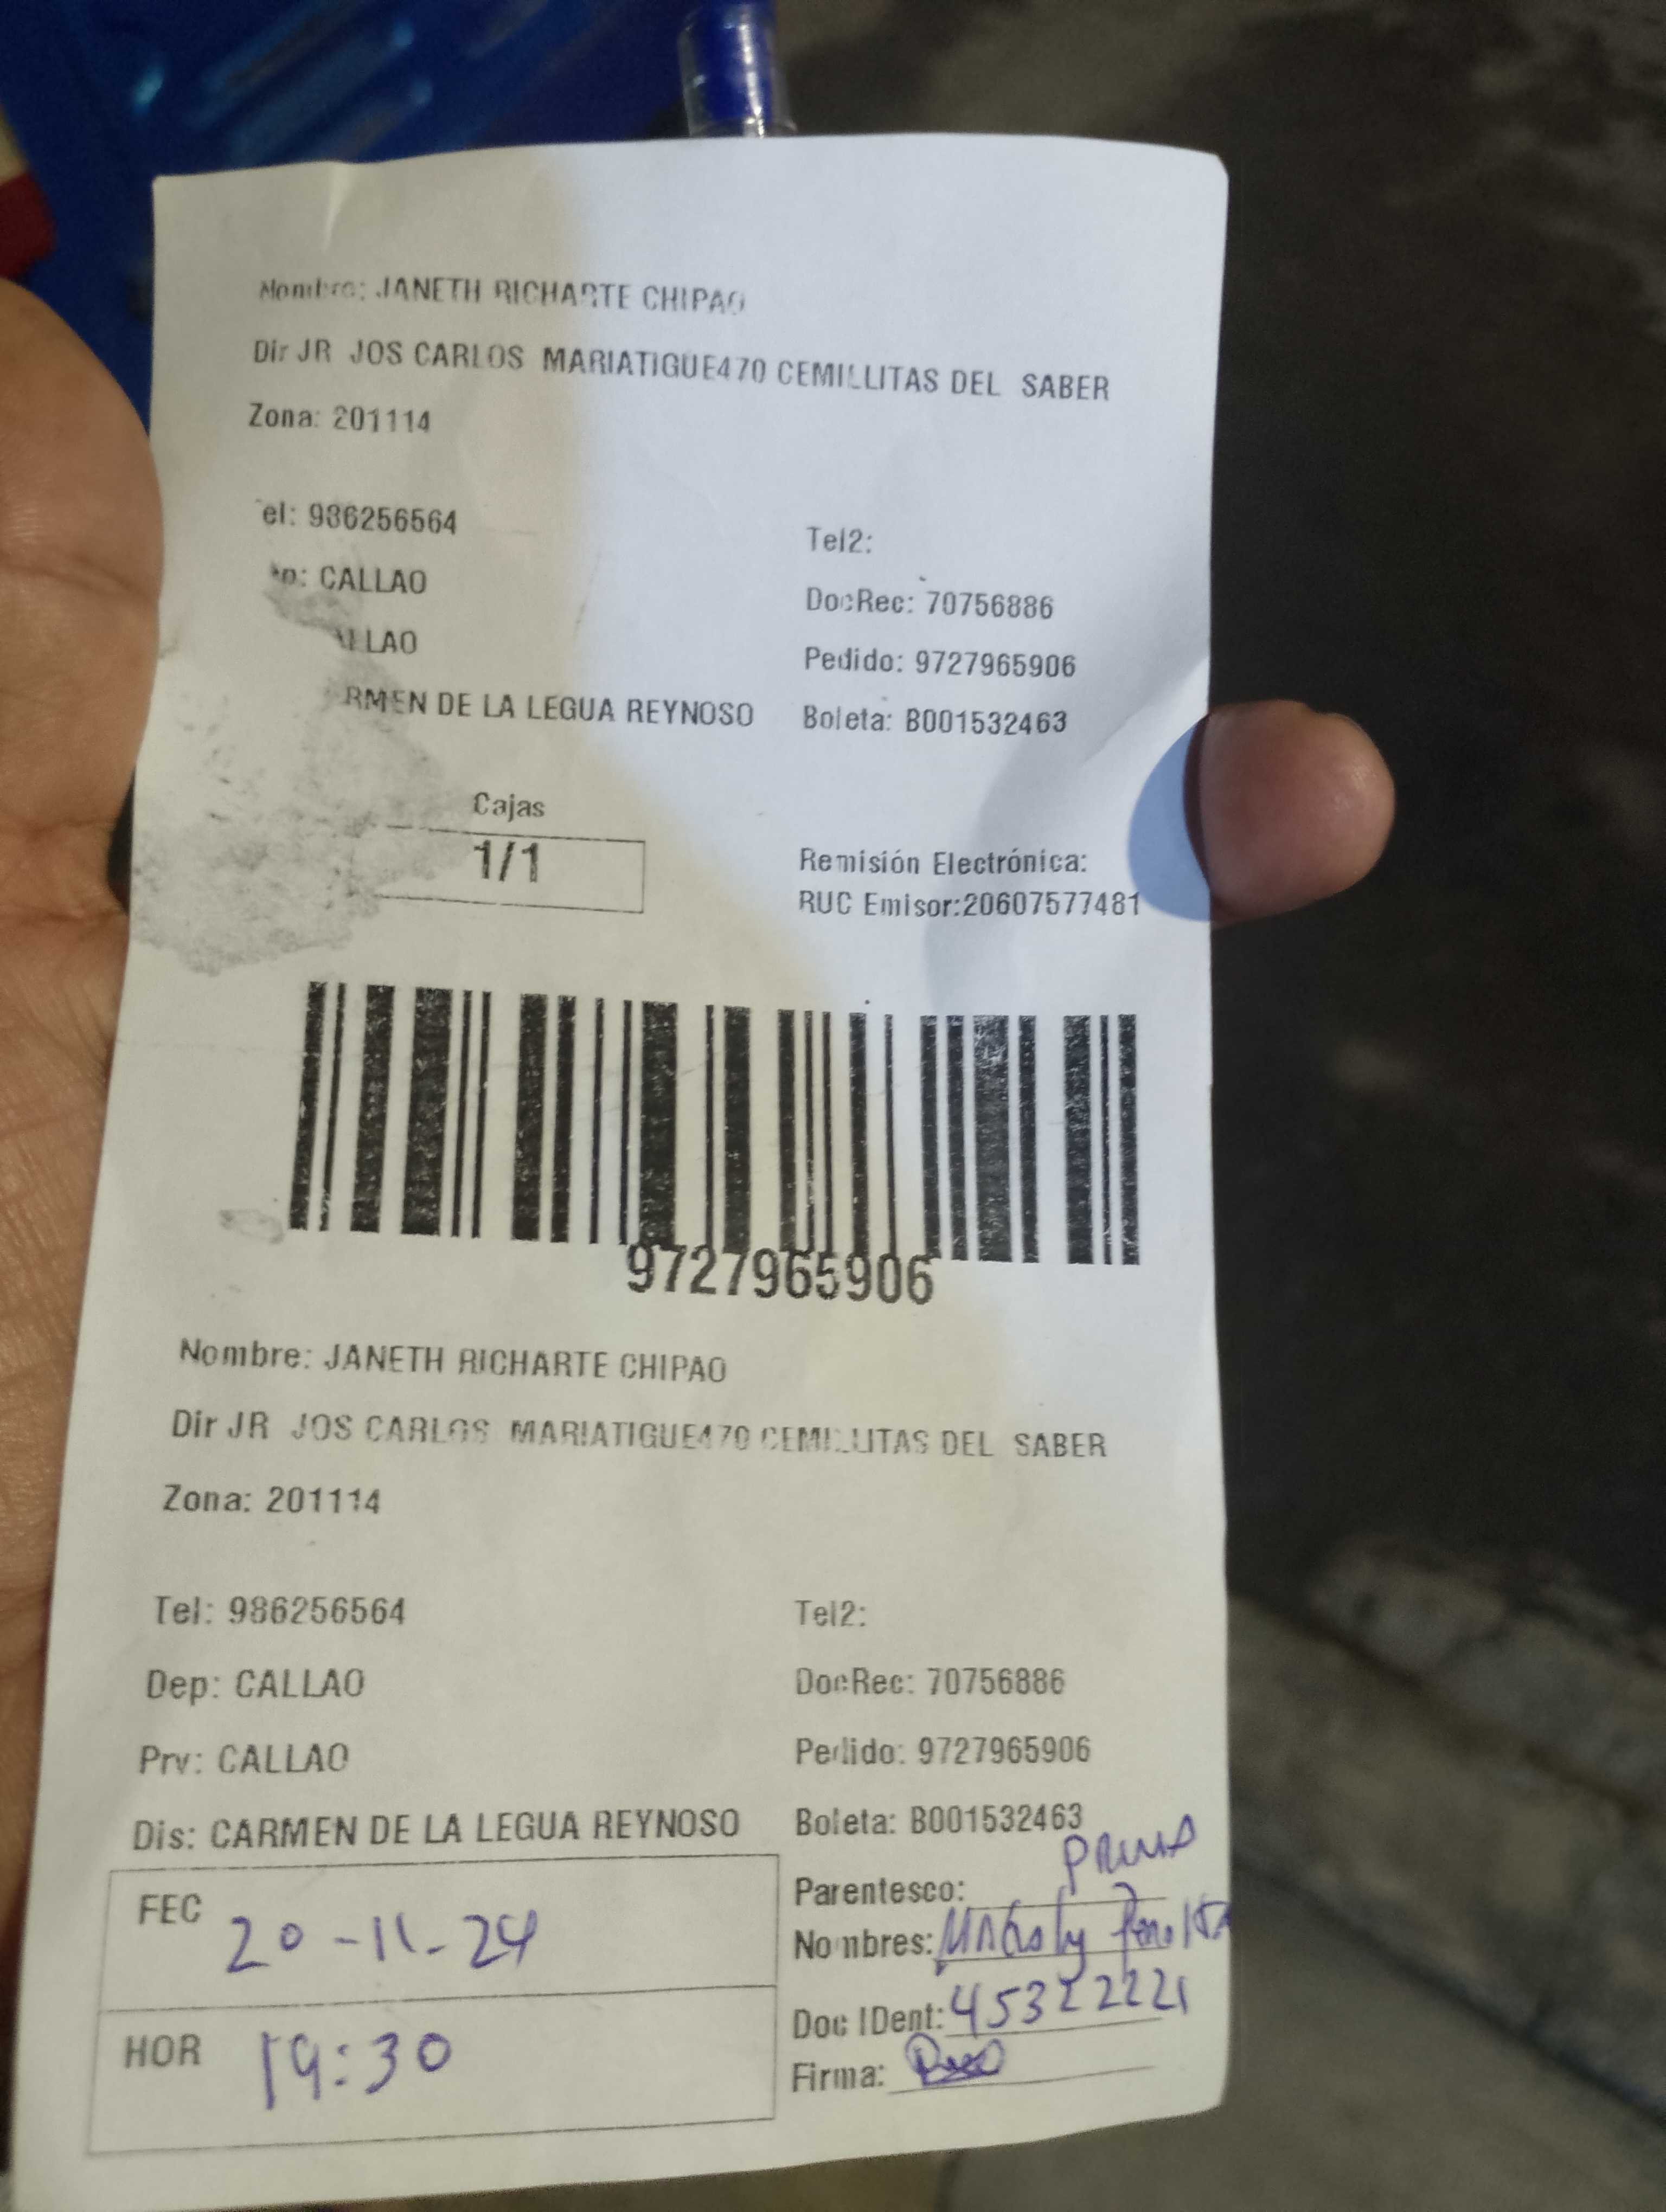 Nombre: JANETH RICHARTE CHIPAO
Dir JR JOS CARLOS MARIATIGUE470 CEMILLITAS DEL SABER
Zona: 201114
el: 986256564
Tel2:
p: CALLAO
DocRec: 70756886
ALLAO
Pedido: 9727965906
RMEN DE LA LEGUA REYNOSO
Boleta: B001532463
Cajas
1/1
Remisión Electrónica:
RUC Emisor:20607577481
9727965906
Nombre: JANETH RICHARTE CHIPAO
Dir JR JOS CARLOS MARIATIGUE470 CEMILLITAS DEL SABER
Zona: 201114
Tel: 986256564
Tel2:
Dep: CALLAO
DocRec: 70756886
Prv: CALLAO
Pedido: 9727965906
Dis: CARMEN DE LA LEGUA REYNOSO
Boleta: B001532463
FEC 20-11-24
Parentesco: PRIMA
Nombres:
Doc IDent: 45322221
HOR 19:30
Firma: